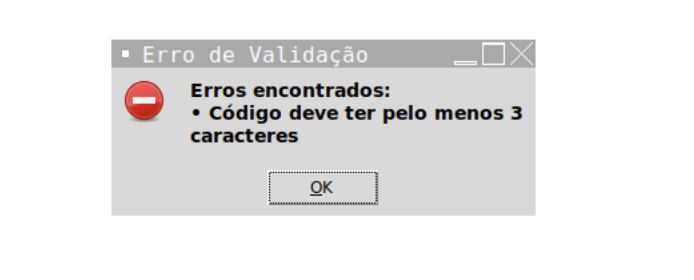 Erro de Validação
Erros encontrados:
• Código deve ter pelo menos 3
caracteres
OK